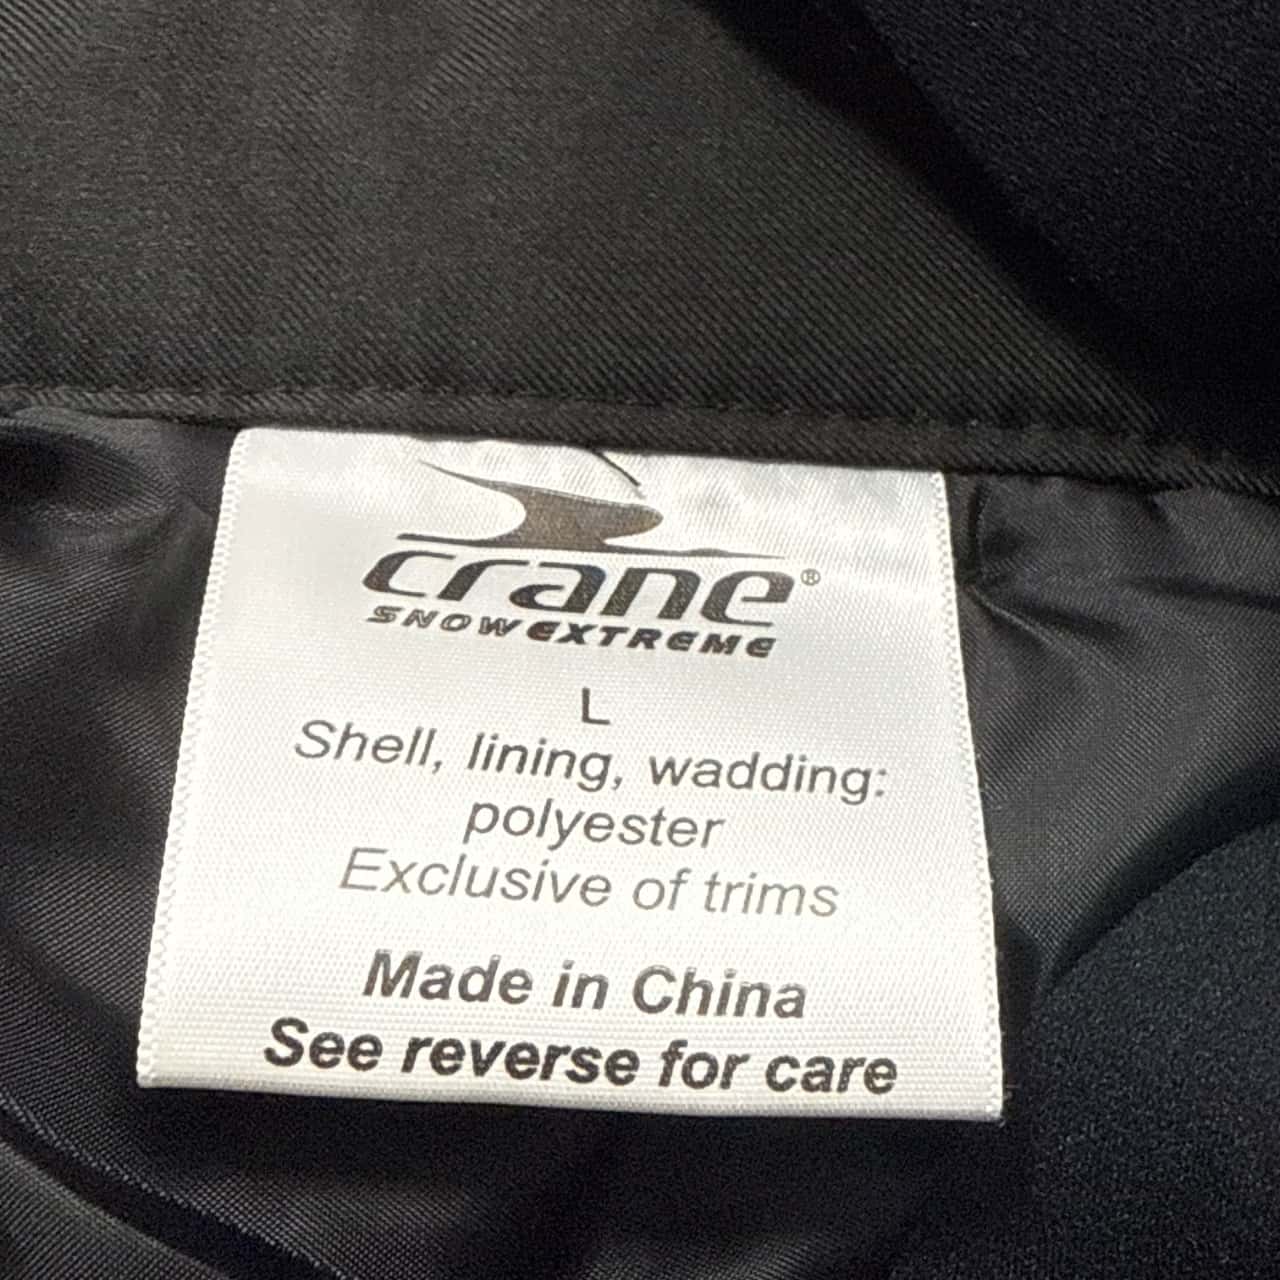 crane®
SNOWEXTREME
L
Shell, lining, wadding:
polyester
Exclusive of trims
Made in China
See reverse for care